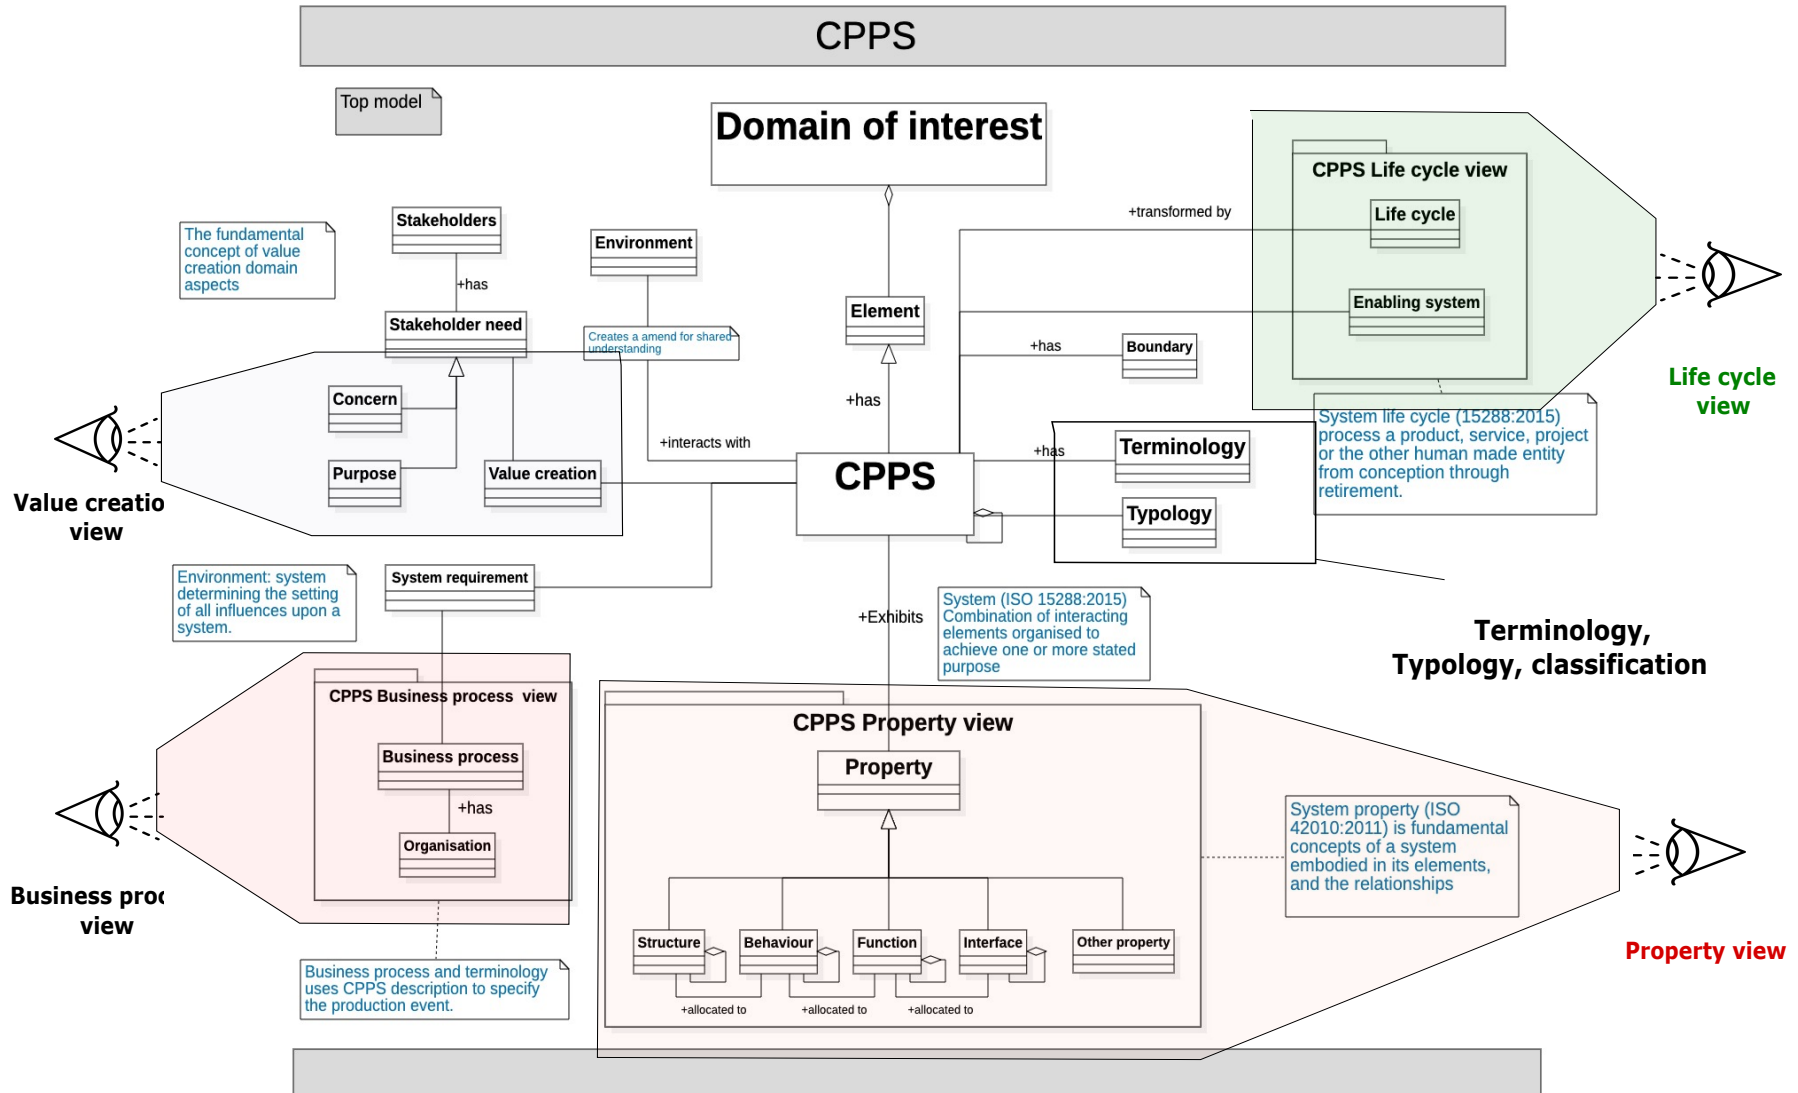 CPPS
Top model
Domain of interest
CPPS Life cycle view
Stakeholders
+transformed by
Life cycle
The fundamental
concept of value
creation domain
aspects
Environment
+has
Enabling system
Element
Stakeholder need
Creates a amend for shared
understanding
+has
Boundary
Life cycle
view
Concern
+has
System life cycle (15288:2015)
process a product, service, project
or the other human made entity
from conception through
retirement.
+interacts with
+has
Terminology
Purpose
Value creation
CPPS
Value creatio
view
Typology
Environment: system
determining the setting
of all influences upon a
system.
System requirement
+Exhibits
System (ISO 15288:2015)
Combination of interacting
elements organised to
achieve one or more stated
purpose
Terminology,
Typology, classification
CPPS Business process view
CPPS Property view
Business process
Property
+has
Organisation
System property (ISO
42010:2011) is fundamental
concepts of a system
embodied in its elements,
and the relationships
Business proc
view
Structure
Behaviour
Function
Interface
Other property
Property view
Business process and terminology
uses CPPS description to specify
the production event.
+allocated to
+allocated to
+allocated to